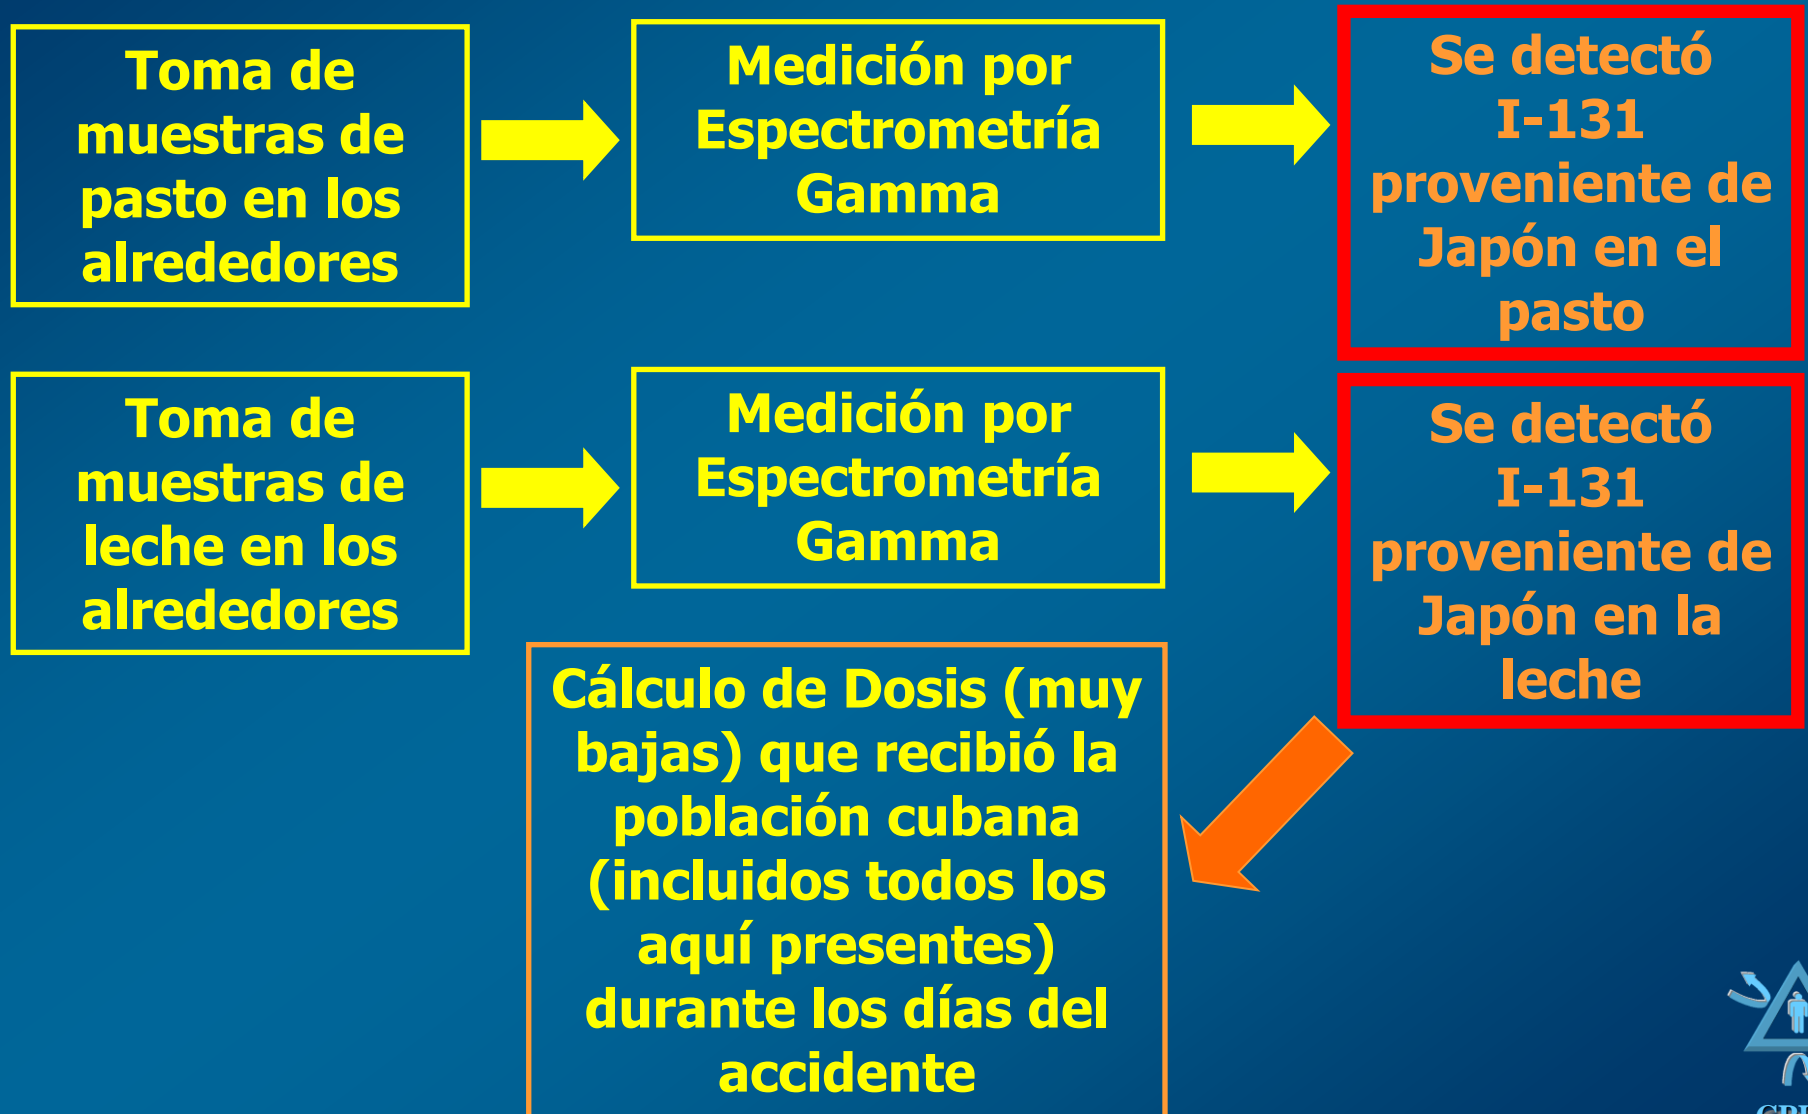 Toma de
muestras de
pasto en los
alrededores
Medición por
Espectrometría
Gamma
Se detectó
I-131
proveniente de
Japón en el
pasto
Toma de
muestras de
leche en los
alrededores
Medición por
Espectrometría
Gamma
Se detectó
I-131
proveniente de
Japón en la
leche
Cálculo de Dosis (muy
bajas) que recibió la
población cubana
(incluidos todos los
aquí presentes)
durante los días del
accidente